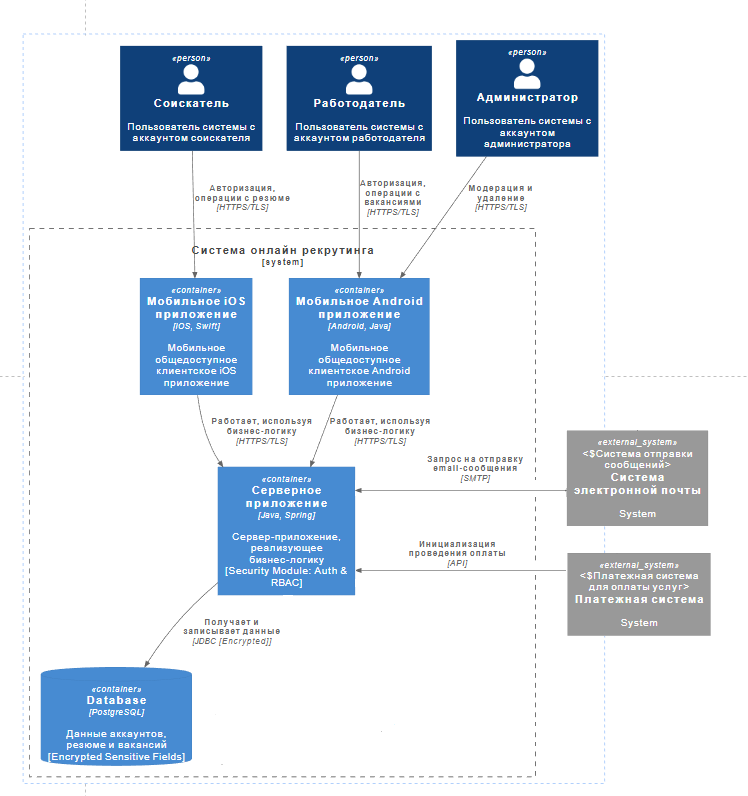 «person»
Соискатель
Пользователь системы с
аккаунтом соискателя
«person»
Работодатель
Пользователь системы с
аккаунтом работодателя
«person»
Администратор
Пользователь системы с
аккаунтом
администратора
Авторизация,
операции с резюме
[HTTPS/TLS]
Авторизация,
операции с
вакансиями
[HTTPS/TLS]
Модерация и
удаление
[HTTPS/TLS]
Система онлайн рекрутинга
[system]
«container»
Мобильное iOS
приложение
[IOS, Swift]
Мобильное
общедоступное
клиентское iOS
приложение
«container»
Мобильное Android
приложение
[Android, Java]
Мобильное
общедоступное
клиентское Android
приложение
Работает, используя
бизнес-логику
[HTTPS/TLS]
Работает, используя
бизнес-логику
[HTTPS/TLS]
«container»
Серверное
приложение
[Java, Spring]
Сервер-приложение,
реализующее
бизнес-логику
[Security Module: Auth &
RBAC]
Запрос на отправку
email-сообщения
[SMTP]
«external_system»
<$Система отправки
сообщений>
Система
электронной почты
System
Инициализация
проведения оплаты
[API]
«external_system»
<$Платежная система
для оплаты услуг>
Платежная система
System
Получает и
записывает данные
[JDBC [Encrypted]]
«container»
Database
[PostgreSQL]
Данные аккаунтов,
резюме и вакансий
[Encrypted Sensitive Fields]